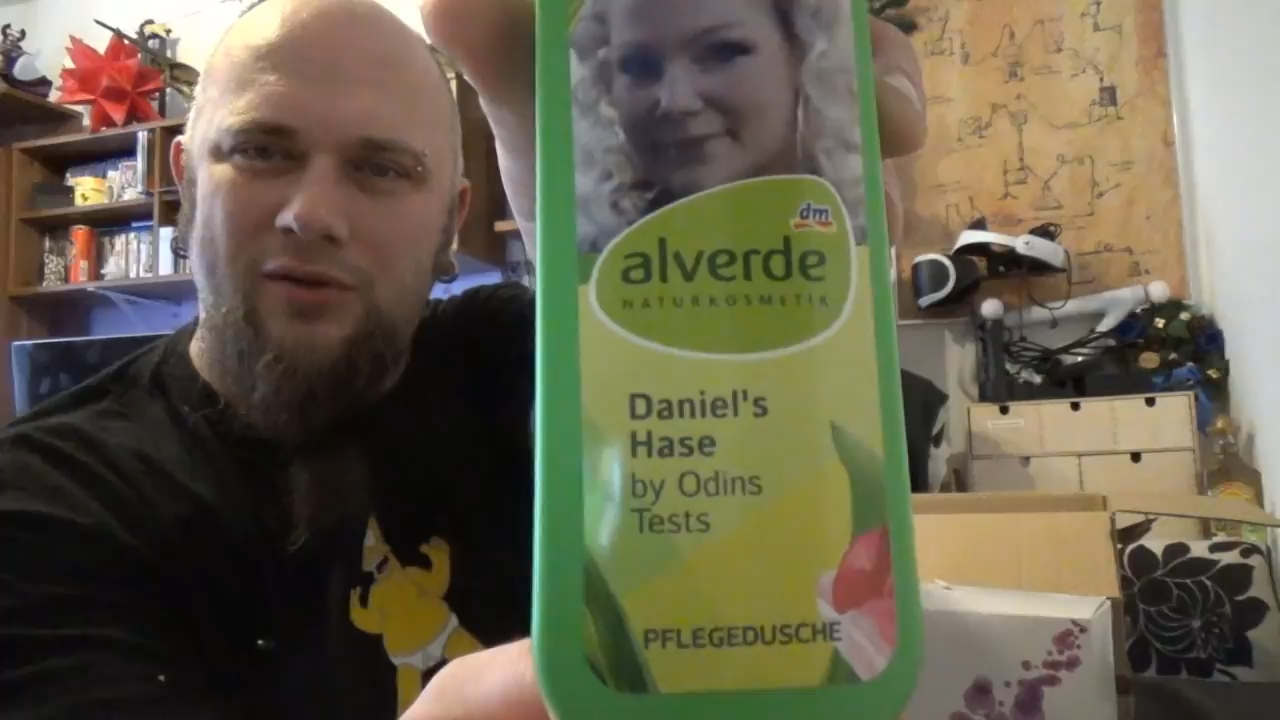 dm
alverde
NATURKOSMETIK
Daniel's
Hase
by Odins
Tests
PFLEGEDUSCHE